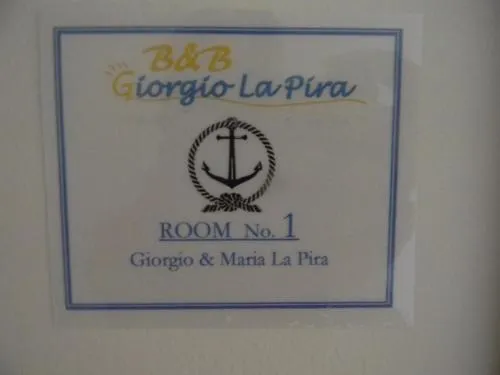 B&B
Giorgio La Pira
ROOM No. 1
Giorgio & Maria La Pira